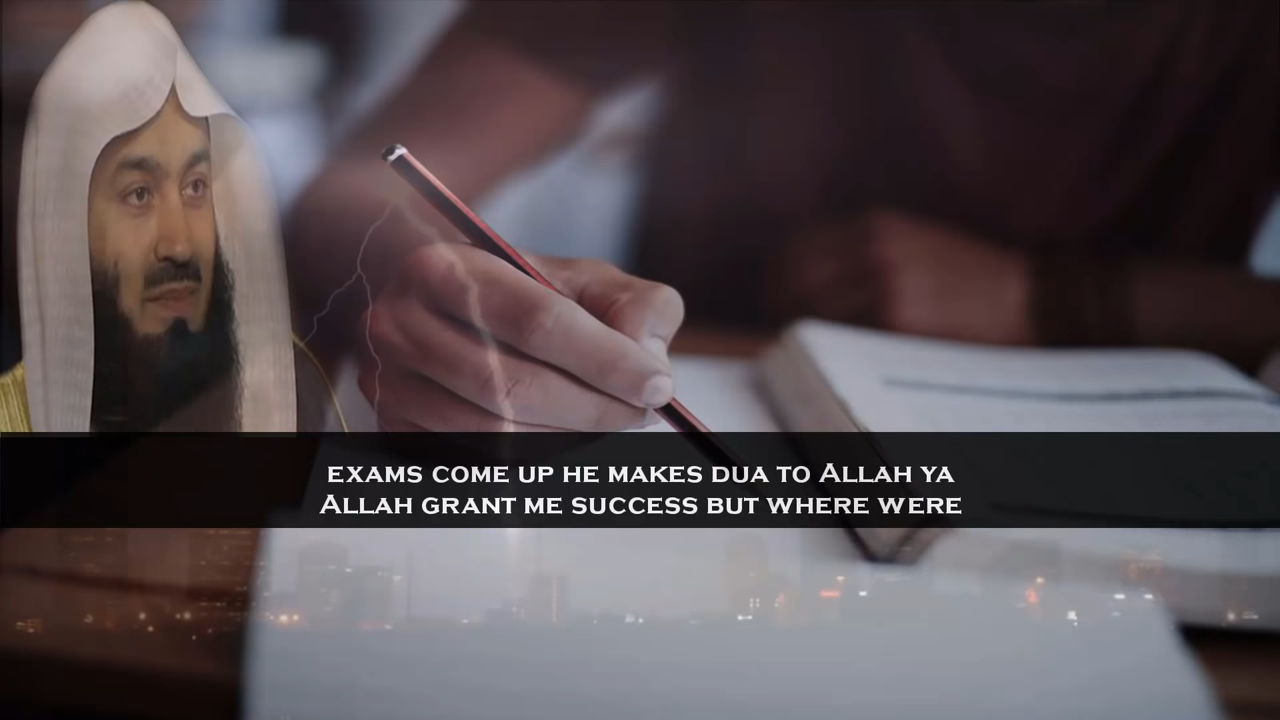 EXAMS COME UP HE MAKES DUA TO ALLAH YA
ALLAH GRANT ME SUCCESS BUT WHERE WERE